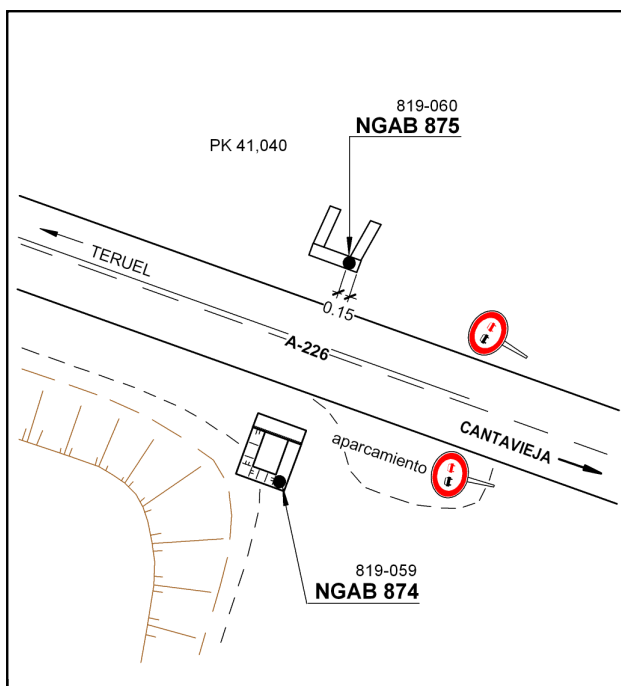 819-060
NGAB 875
PK 41,040
TERUEL
0.15
A-226
CANTAVIEJA
aparcamiento
819-059
NGAB 874